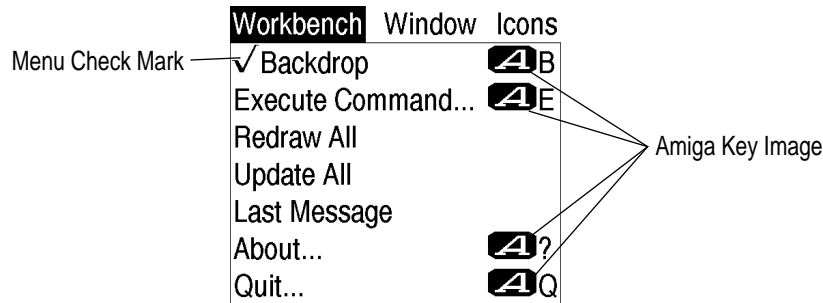 Workbench Window Icons
Menu Check Mark
✓ Backdrop A B
Execute Command... A E
Redraw All
Amiga Key Image
Update All
Last Message
About... A ?
Quit... A Q